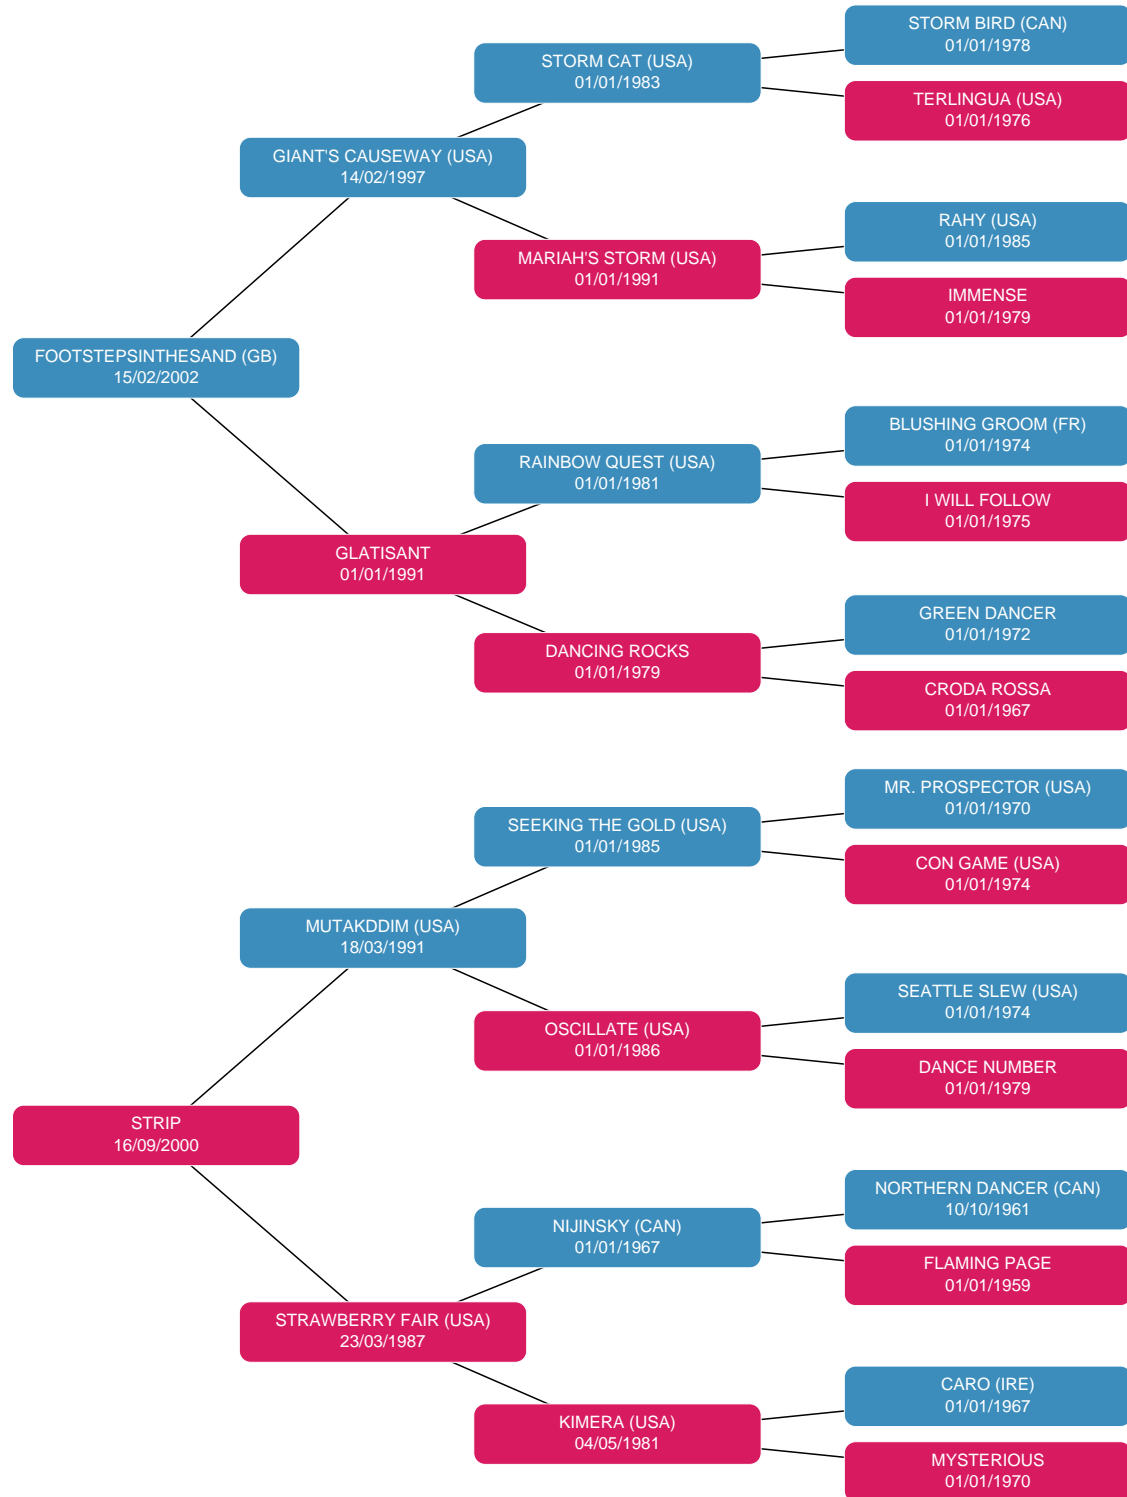 STORM BIRD (CAN)
01/01/1978
STORM CAT (USA)
01/01/1983
TERLINGUA (USA)
01/01/1976
GIANT'S CAUSEWAY (USA)
14/02/1997
RAHY (USA)
01/01/1985
MARIAH'S STORM (USA)
01/01/1991
IMMENSE
01/01/1979
FOOTSTEPSINTHESAND (GB)
15/02/2002
BLUSHING GROOM (FR)
01/01/1974
RAINBOW QUEST (USA)
01/01/1981
I WILL FOLLOW
01/01/1975
GLATISANT
01/01/1991
GREEN DANCER
01/01/1972
DANCING ROCKS
01/01/1979
CRODA ROSSA
01/01/1967
MR. PROSPECTOR (USA)
01/01/1970
SEEKING THE GOLD (USA)
01/01/1985
CON GAME (USA)
01/01/1974
MUTAKDDIM (USA)
18/03/1991
SEATTLE SLEW (USA)
01/01/1974
OSCILLATE (USA)
01/01/1986
DANCE NUMBER
01/01/1979
STRIP
16/09/2000
NORTHERN DANCER (CAN)
10/10/1961
NIJINSKY (CAN)
01/01/1967
FLAMING PAGE
01/01/1959
STRAWBERRY FAIR (USA)
23/03/1987
CARO (IRE)
01/01/1967
KIMERA (USA)
04/05/1981
MYSTERIOUS
01/01/1970